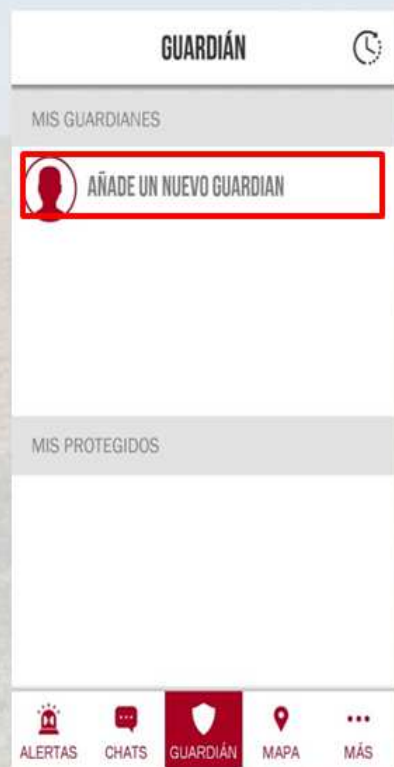 GUARDIÁN
MIS GUARDIANES
AÑADE UN NUEVO GUARDIAN
MIS PROTEGIDOS
ALERTAS CHATS GUARDIÁN MAPA MÁS